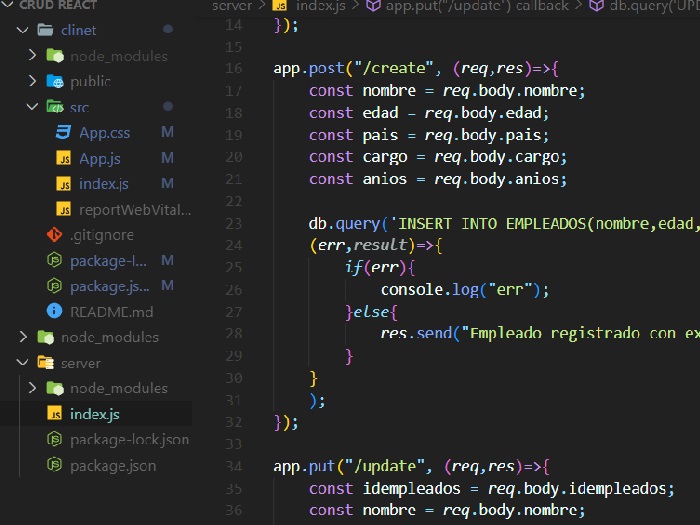 CRUD REACT
clinet
node_modules
public
src
App.css M
App.js M
index.js M
reportWebVital...
.gitignore
package-l... M
package.js... M
README.md
node_modules
server
node_modules
index.js
package-lock.json
package.json
server > index.js > app.put("/update") callback > db.query('UPD
14 });
15
16 app.post("/create", (req,res)=>{
17 const nombre = req.body.nombre;
18 const edad = req.body.edad;
19 const pais = req.body.pais;
20 const cargo = req.body.cargo;
21 const anios = req.body.anios;
22
23 db.query('INSERT INTO EMPLEADOS(nombre,edad,
24 (err,result)=>{
25 if(err){
26 console.log("err");
27 }else{
28 res.send("Empleado registrado con ex
29 }
30 }
31 );
32 });
33
34 app.put("/update", (req,res)=>{
35 const idempleados = req.body.idempleados;
36 const nombre = req.body.nombre;